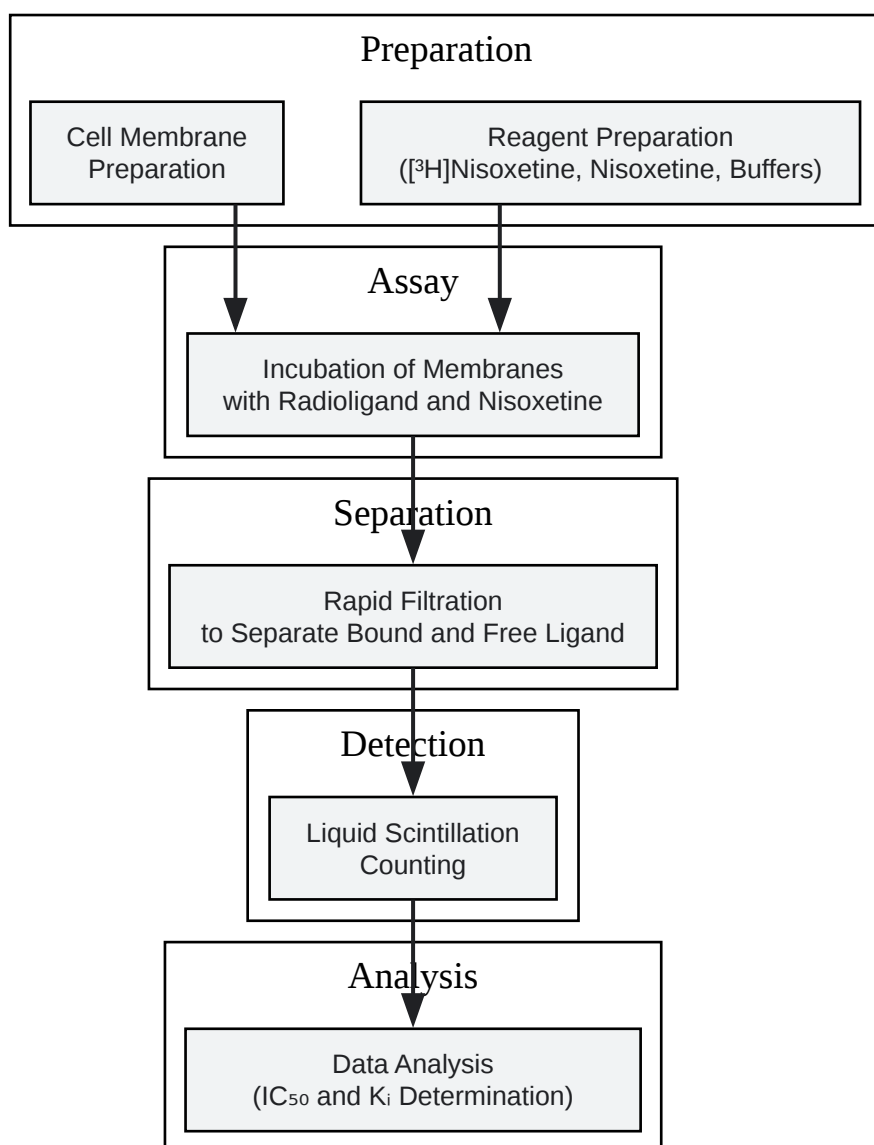 Preparation
Cell Membrane
Preparation
Reagent Preparation
([³H]Nisoxetine, Nisoxetine, Buffers)
Assay
Incubation of Membranes
with Radioligand and Nisoxetine
Separation
Rapid Filtration
to Separate Bound and Free Ligand
Detection
Liquid Scintillation
Counting
Analysis
Data Analysis
(IC₅₀ and Kᵢ Determination)